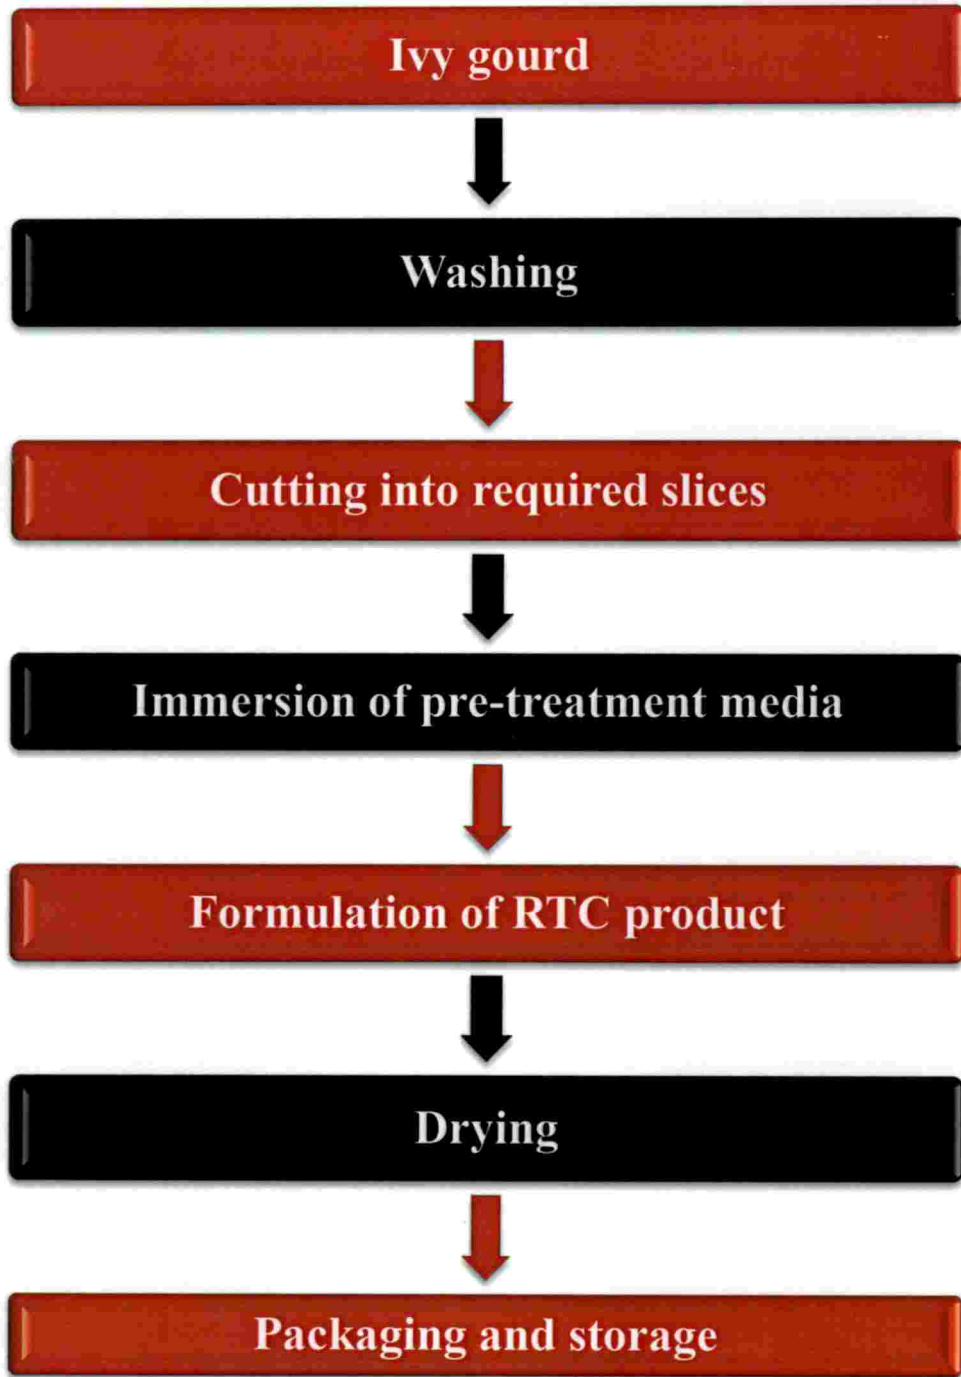 Ivy gourd
Washing
Cutting into required slices
Immersion of pre-treatment media
Formulation of RTC product
Drying
Packaging and storage